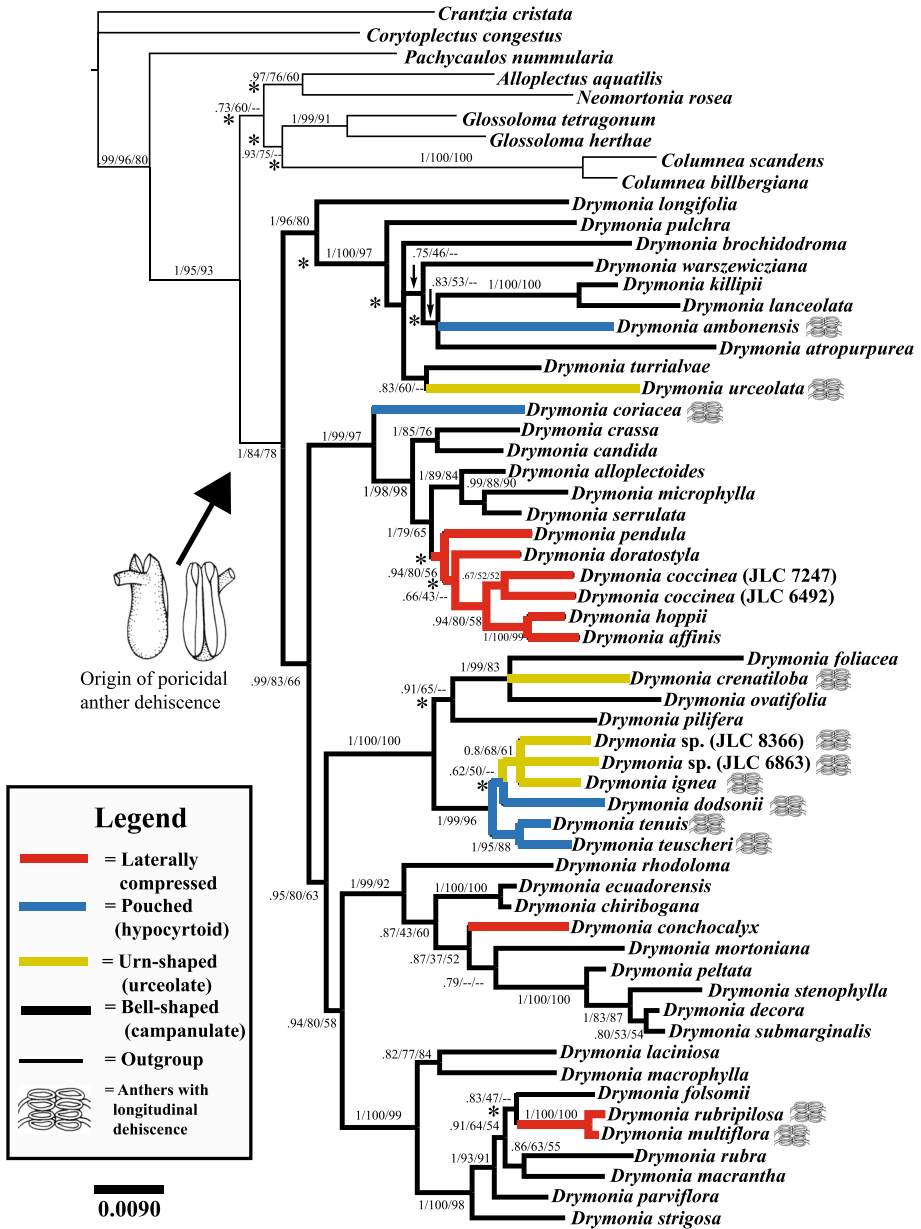 Crantzia cristata
Corytoplectus congestus
Pachycaulos nummularia
.97/76/60
Alloplectus aquatilis
*
Neomortonia rosea
.73/60/--
*
1/99/91
Glossoloma tetragonum
*
Glossoloma herthae
.93/75/--
*
.99/96/80
1/100/100
Columnea scandens
Columnea billbergiana
Drymonia longifolia
1/96/80
Drymonia pulchra
*
1/100/97
Drymonia brochidodroma
.75/46/--
Drymonia warszewicziana
1/95/93
.83/53/--
1/100/100
Drymonia killipii
*
Drymonia lanceolata
*
Drymonia ambonensis
Drymonia atropurpurea
Drymonia turrialvae
.83/60/--
Drymonia urceolata
Drymonia coriacea
1/84/78
1/99/97
1/85/76
Drymonia crassa
Drymonia candida
1/89/84
Drymonia alloplectoides
1/98/98
.99/88/90
Drymonia microphylla
Drymonia serrulata
1/79/65
Drymonia pendula
*
Drymonia doratostyla
.94/80/56
*
.67/52/52
Drymonia coccinea (JLC 7247)
.66/43/--
Drymonia coccinea (JLC 6492)
.94/80/58
Drymonia hoppii
1/100/99
Drymonia affinis
Origin of poricidal
anther dehiscence
.99/83/66
1/99/83
Drymonia foliacea
.91/65/--
*
Drymonia crenatiloba
Drymonia ovatifolia
Drymonia pilifera
1/100/100
0.8/68/61
Drymonia sp. (JLC 8366)
.62/50/--
Drymonia sp. (JLC 6863)
*
Drymonia ignea
Drymonia dodsonii
1/99/96
Drymonia tenuis
1/95/88
Drymonia teuscheri
Drymonia rhodoloma
.95/80/63
1/99/92
1/100/100
Drymonia ecuadorensis
Drymonia chiribogana
.87/43/60
Drymonia conchocalyx
.87/37/52
Drymonia mortoniana
.79/--/--
Drymonia peltata
1/100/100
Drymonia stenophylla
1/83/87
Drymonia decora
.80/53/54
Drymonia submarginalis
.94/80/58
.82/77/84
Drymonia laciniosa
Drymonia macrophylla
.83/47/--
Drymonia folsomii
*
1/100/100
Drymonia rubripilosa
1/100/99
.91/64/54
Drymonia multiflora
.86/63/55
Drymonia rubra
1/93/91
Drymonia macrantha
Drymonia parviflora
1/100/98
Drymonia strigosa
Legend
= Laterally
compressed
= Pouched
(hypocyrtoid)
= Urn-shaped
(urceolate)
= Bell-shaped
(campanulate)
= Outgroup
= Anthers with
longitudinal
dehiscence
0.0090